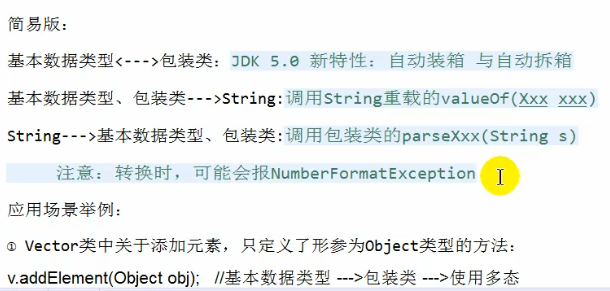 简易版：
基本数据类型<--->包装类：JDK 5.0 新特性：自动装箱 与自动拆箱
基本数据类型、包装类--->String:调用String重载的valueOf(Xxx xxx)
String--->基本数据类型、包装类:调用包装类的parseXxx(String s)
注意：转换时，可能会报NumberFormatException
应用场景举例：
① Vector类中关于添加元素，只定义了形参为Object类型的方法：
v.addElement(Object obj); //基本数据类型 --->包装类 --->使用多态